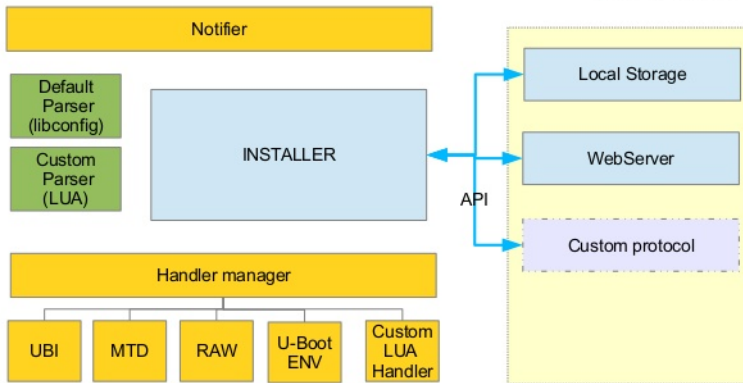 Notifier
Default
Parser
(libconfig)
Custom
Parser
(LUA)
INSTALLER
API
Local Storage
WebServer
Custom protocol
Handler manager
UBI
MTD
RAW
U-Boot
ENV
Custom
LUA
Handler